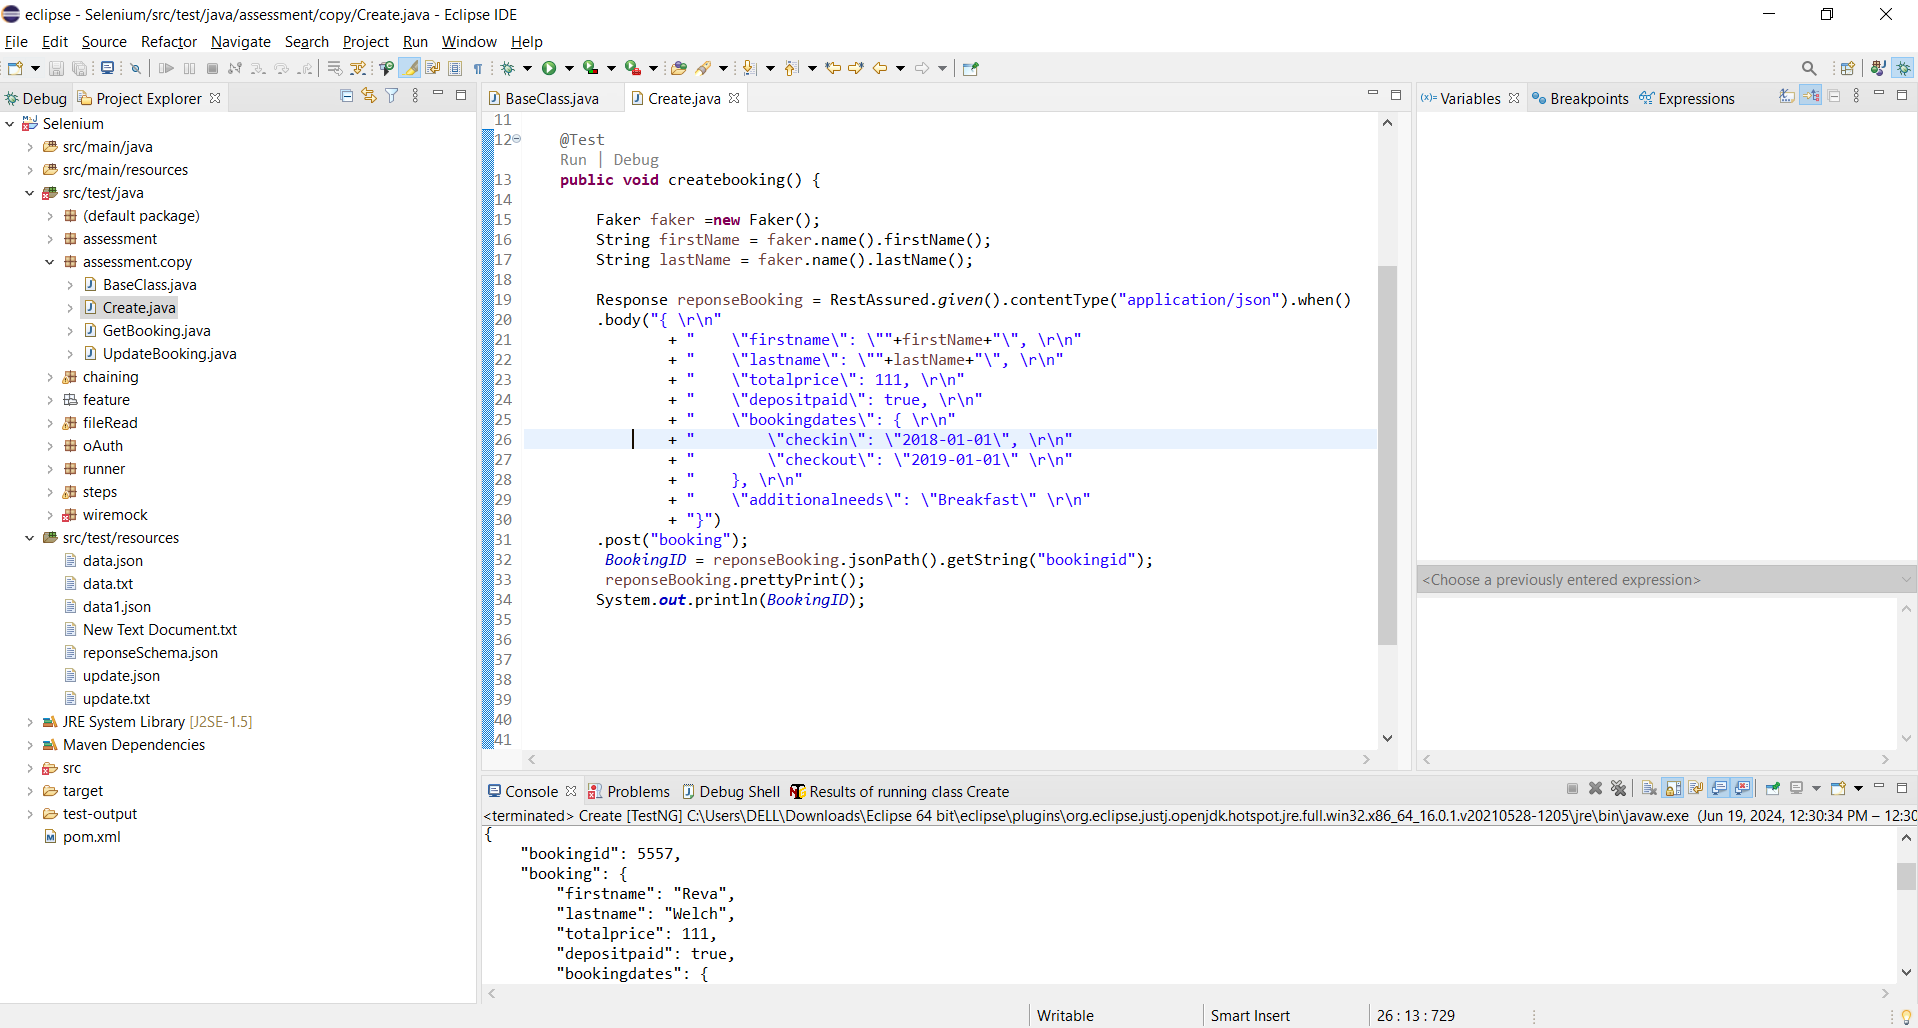 eclipse - Selenium/src/test/java/assessment/copy/Create.java - Eclipse IDE
File Edit Source Refactor Navigate Search Project Run Window Help
Debug Project Explorer
Selenium
src/main/java
src/main/resources
src/test/java
(default package)
assessment
assessment.copy
BaseClass.java
Create.java
GetBooking.java
UpdateBooking.java
chaining
feature
fileRead
oAuth
runner
steps
wiremock
src/test/resources
data.json
data.txt
data1.json
New Text Document.txt
reponseSchema.json
update.json
update.txt
JRE System Library [J2SE-1.5]
Maven Dependencies
src
target
test-output
pom.xml
BaseClass.java Create.java
11
12 @Test
Run | Debug
13 public void createbooking() {
14
15 Faker faker =new Faker();
16 String firstName = faker.name().firstName();
17 String lastName = faker.name().lastName();
18
19 Response reponseBooking = RestAssured.given().contentType("application/json").when()
20 .body("{ \r\n"
21 + "    \"firstname\": \""+firstName+"\", \r\n"
22 + "    \"lastname\": \""+lastName+"\", \r\n"
23 + "    \"totalprice\": 111, \r\n"
24 + "    \"depositpaid\": true, \r\n"
25 + "    \"bookingdates\": { \r\n"
26 + "        \"checkin\": \"2018-01-01\", \r\n"
27 + "        \"checkout\": \"2019-01-01\" \r\n"
28 + "    }, \r\n"
29 + "    \"additionalneeds\": \"Breakfast\" \r\n"
30 + "}")
31 .post("booking");
32 BookingID = reponseBooking.jsonPath().getString("bookingid");
33 reponseBooking.prettyPrint();
34 System.out.println(BookingID);
35
36
37
38
39
40
41
Variables Breakpoints Expressions
<Choose a previously entered expression>
Console Problems Debug Shell Results of running class Create
<terminated> Create [TestNG] C:\Users\DELL\Downloads\Eclipse 64 bit\eclipse\plugins\org.eclipse.justj.openjdk.hotspot.jre.full.win32.x86_64_16.0.1.v20210528-1205\jre\bin\javaw.exe (Jun 19, 2024, 12:30:34 PM – 12:30
{
"bookingid": 5557,
"booking": {
"firstname": "Reva",
"lastname": "Welch",
"totalprice": 111,
"depositpaid": true,
"bookingdates": {
Writable Smart Insert 26 : 13 : 729